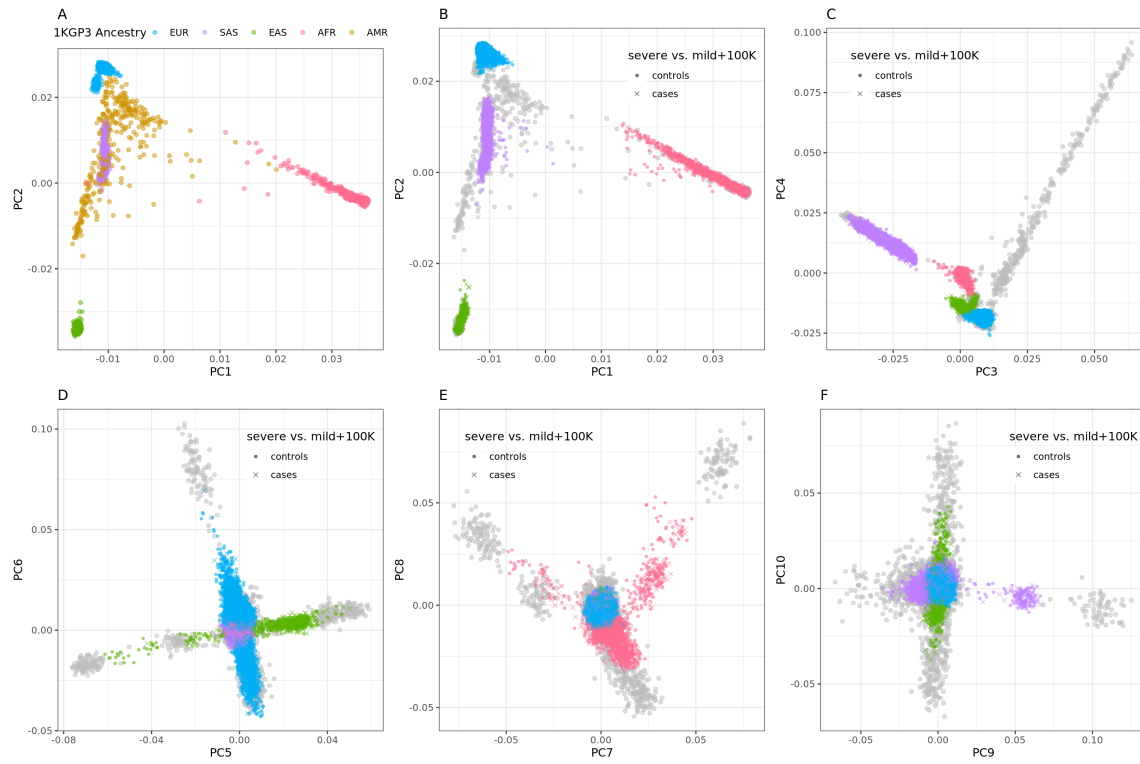 A
1KGP3 Ancestry EUR SAS EAS AFR AMR
0.02
0.00
-0.02
PC2
-0.01 0.00 0.01 0.02 0.03
PC1
B
severe vs. mild+100K
controls
cases
0.02
0.00
-0.02
PC2
-0.01 0.00 0.01 0.02 0.03
PC1
C
severe vs. mild+100K
controls
cases
0.100
0.075
0.050
0.025
0.000
-0.025
PC4
-0.025 0.000 0.025 0.050
PC3
D
severe vs. mild+100K
controls
cases
0.10
0.05
0.00
-0.05
PC6
-0.08 -0.04 0.00 0.04
PC5
E
severe vs. mild+100K
controls
cases
0.05
0.00
-0.05
PC8
-0.05 0.00 0.05
PC7
F
severe vs. mild+100K
controls
cases
0.05
0.00
-0.05
PC10
-0.05 0.00 0.05 0.10
PC9